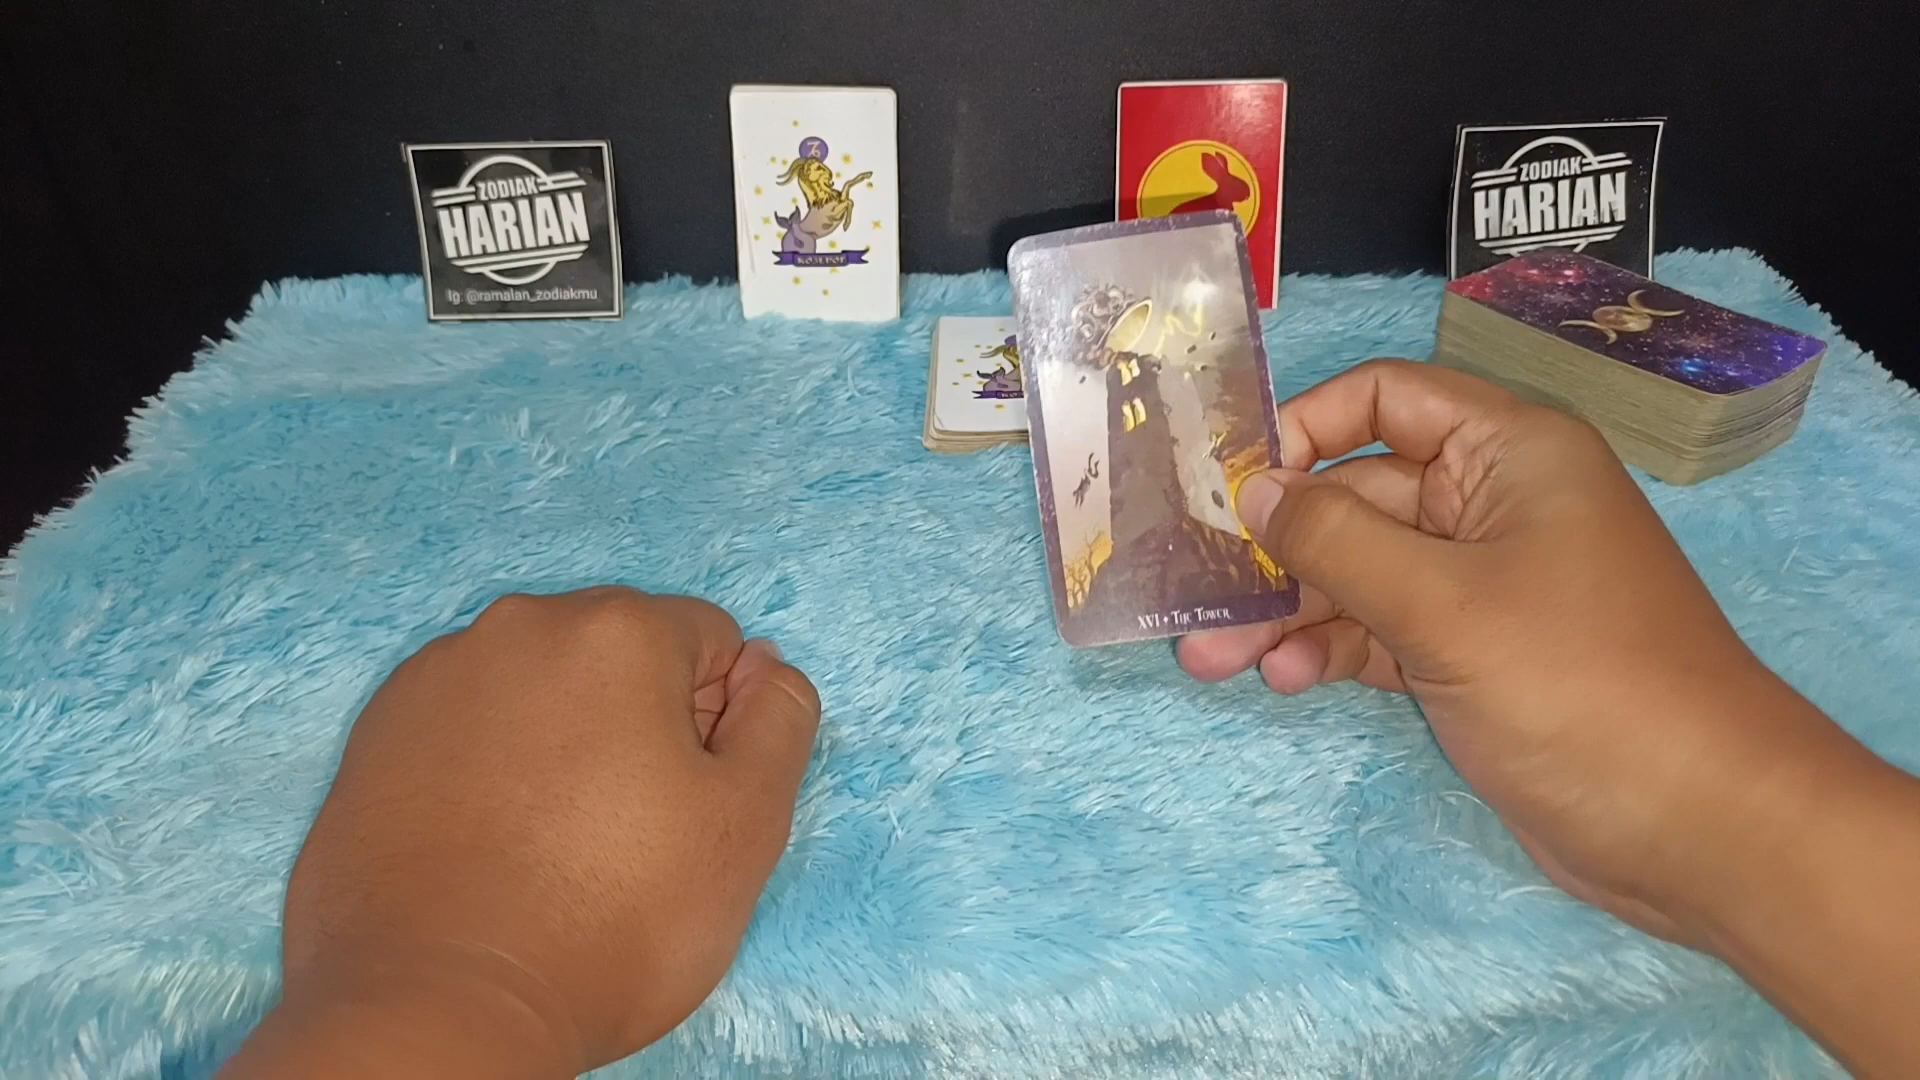 ZODIAK
HARIAN
Ig: @ramalan_zodiakmu
ZODIAK
HARIAN
XVI • THE TOWER